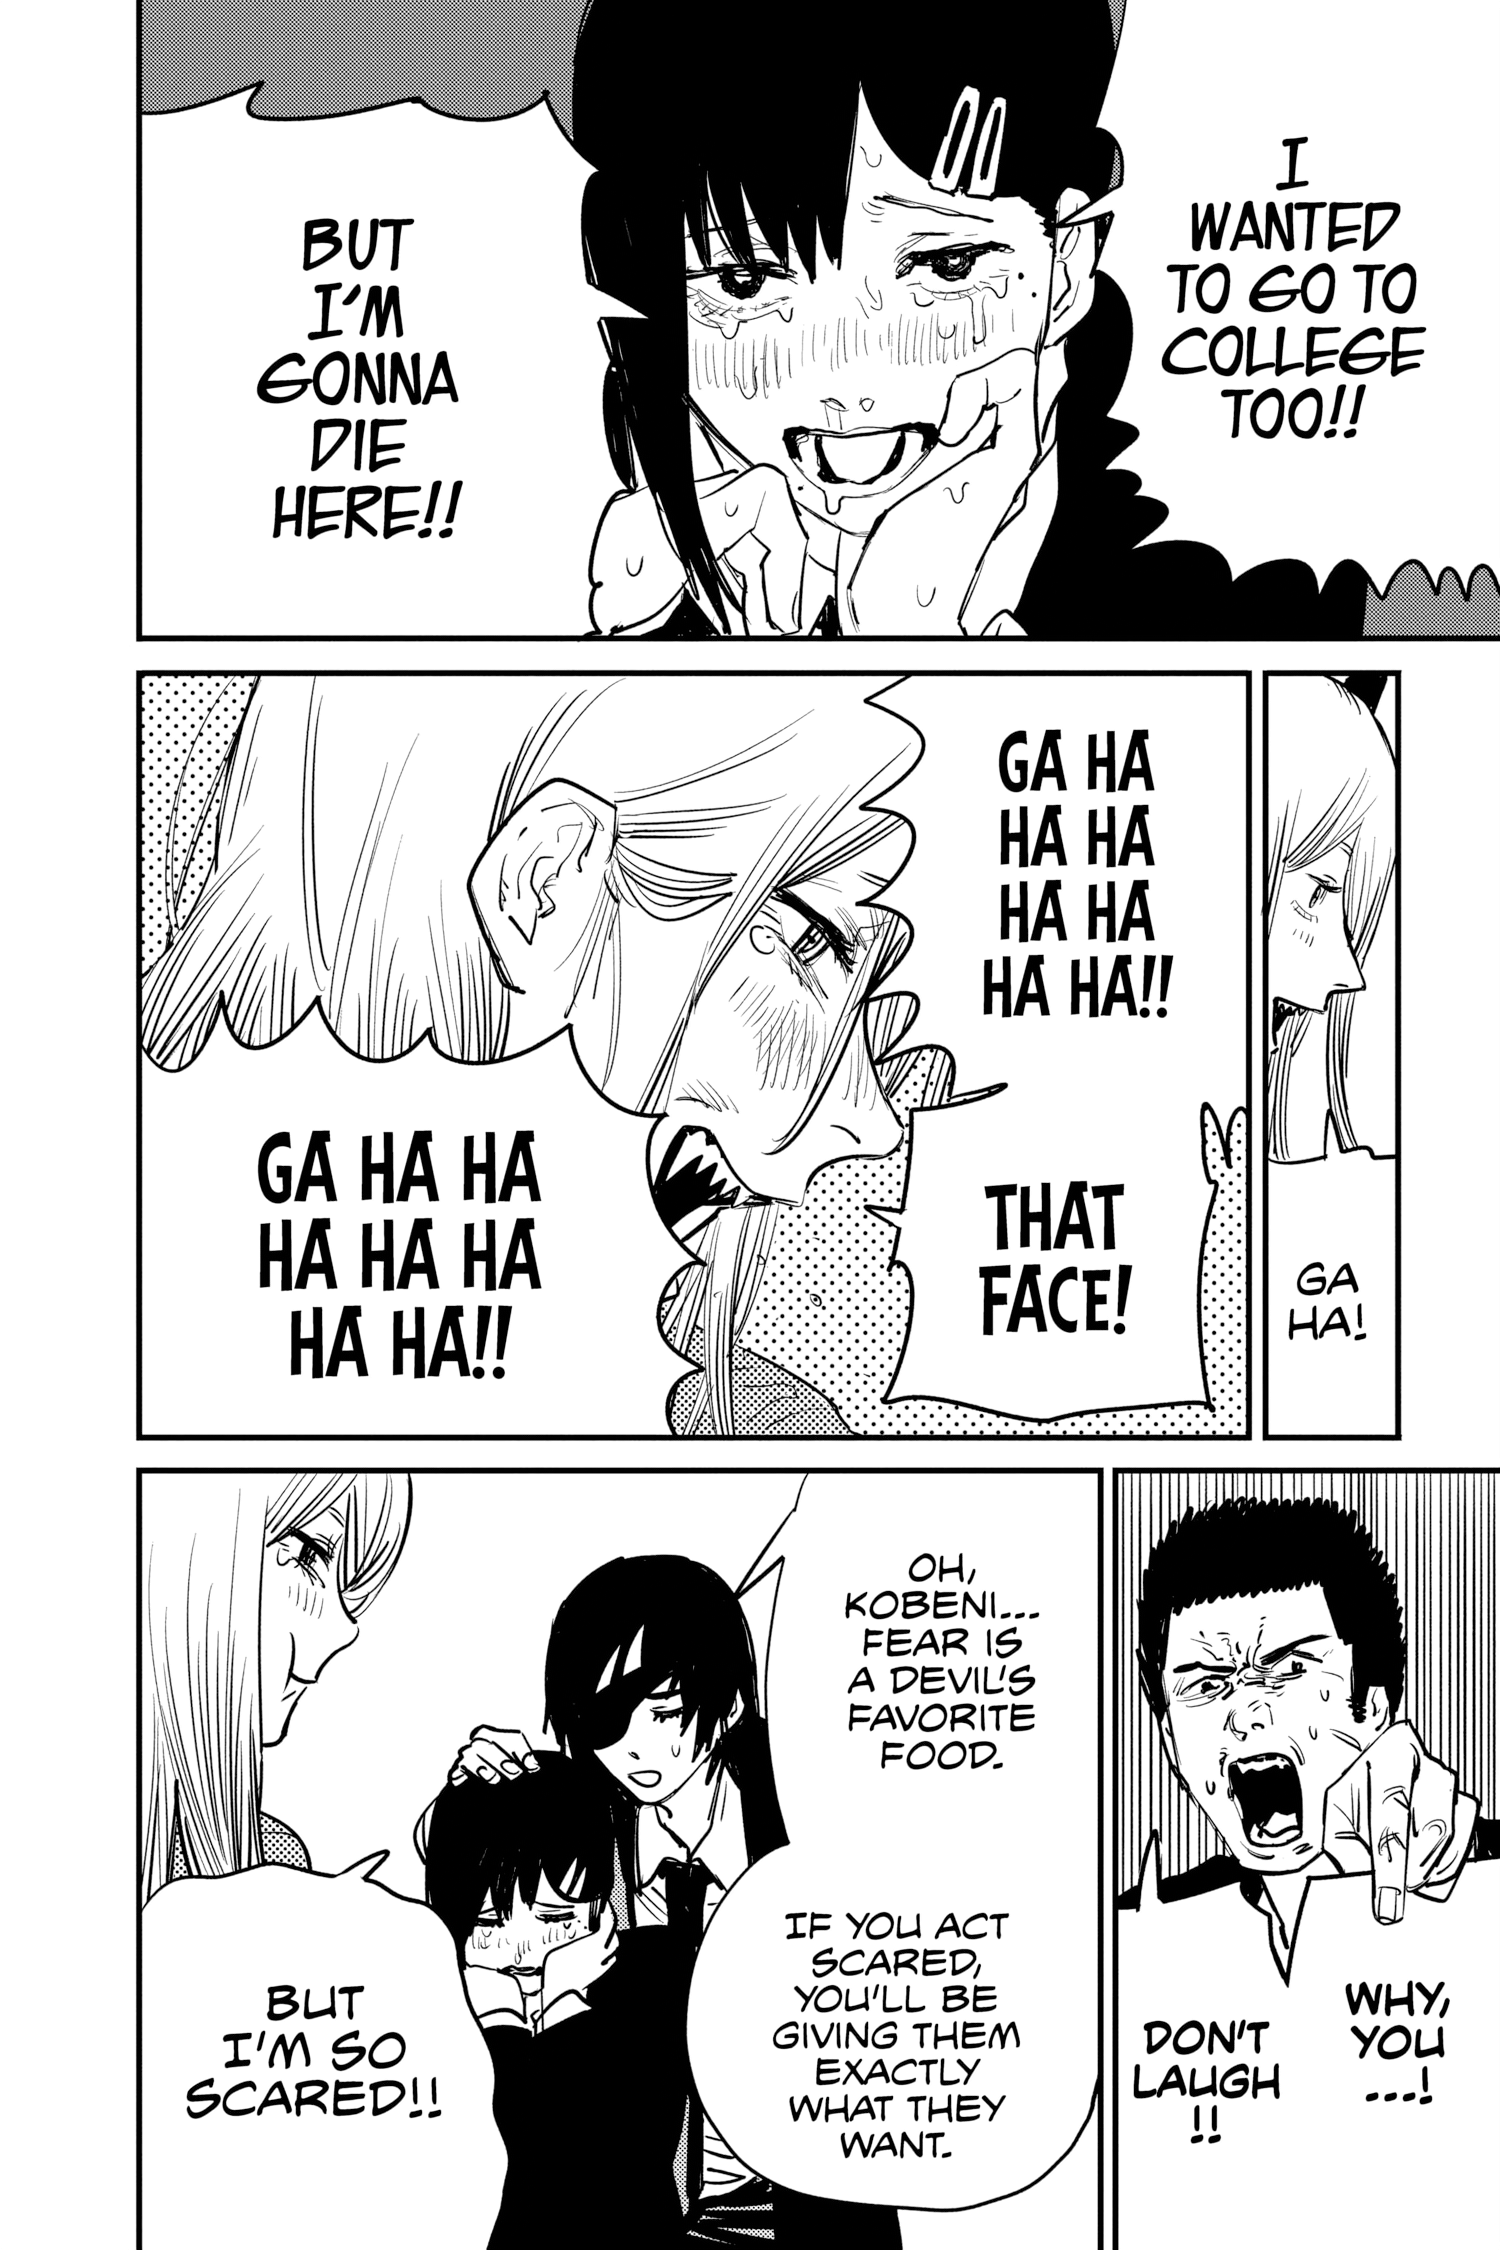 I
WANTED
TO GO TO
COLLEGE
TOO!!
BUT
I'M
GONNA
DIE
HERE!!
GA
HA!
GA HA
HA HA
HA HA
HA HA!!
THAT
FACE!
GA HA HA
HA HA HA
HA HA!!
WHY,
YOU
...!
DON'T
LAUGH
!!
OH,
KOBENI...
FEAR IS
A DEVIL'S
FAVORITE
FOOD.
IF YOU ACT
SCARED,
YOU'LL BE
GIVING THEM
EXACTLY
WHAT THEY
WANT.
BUT
I'M SO
SCARED!!